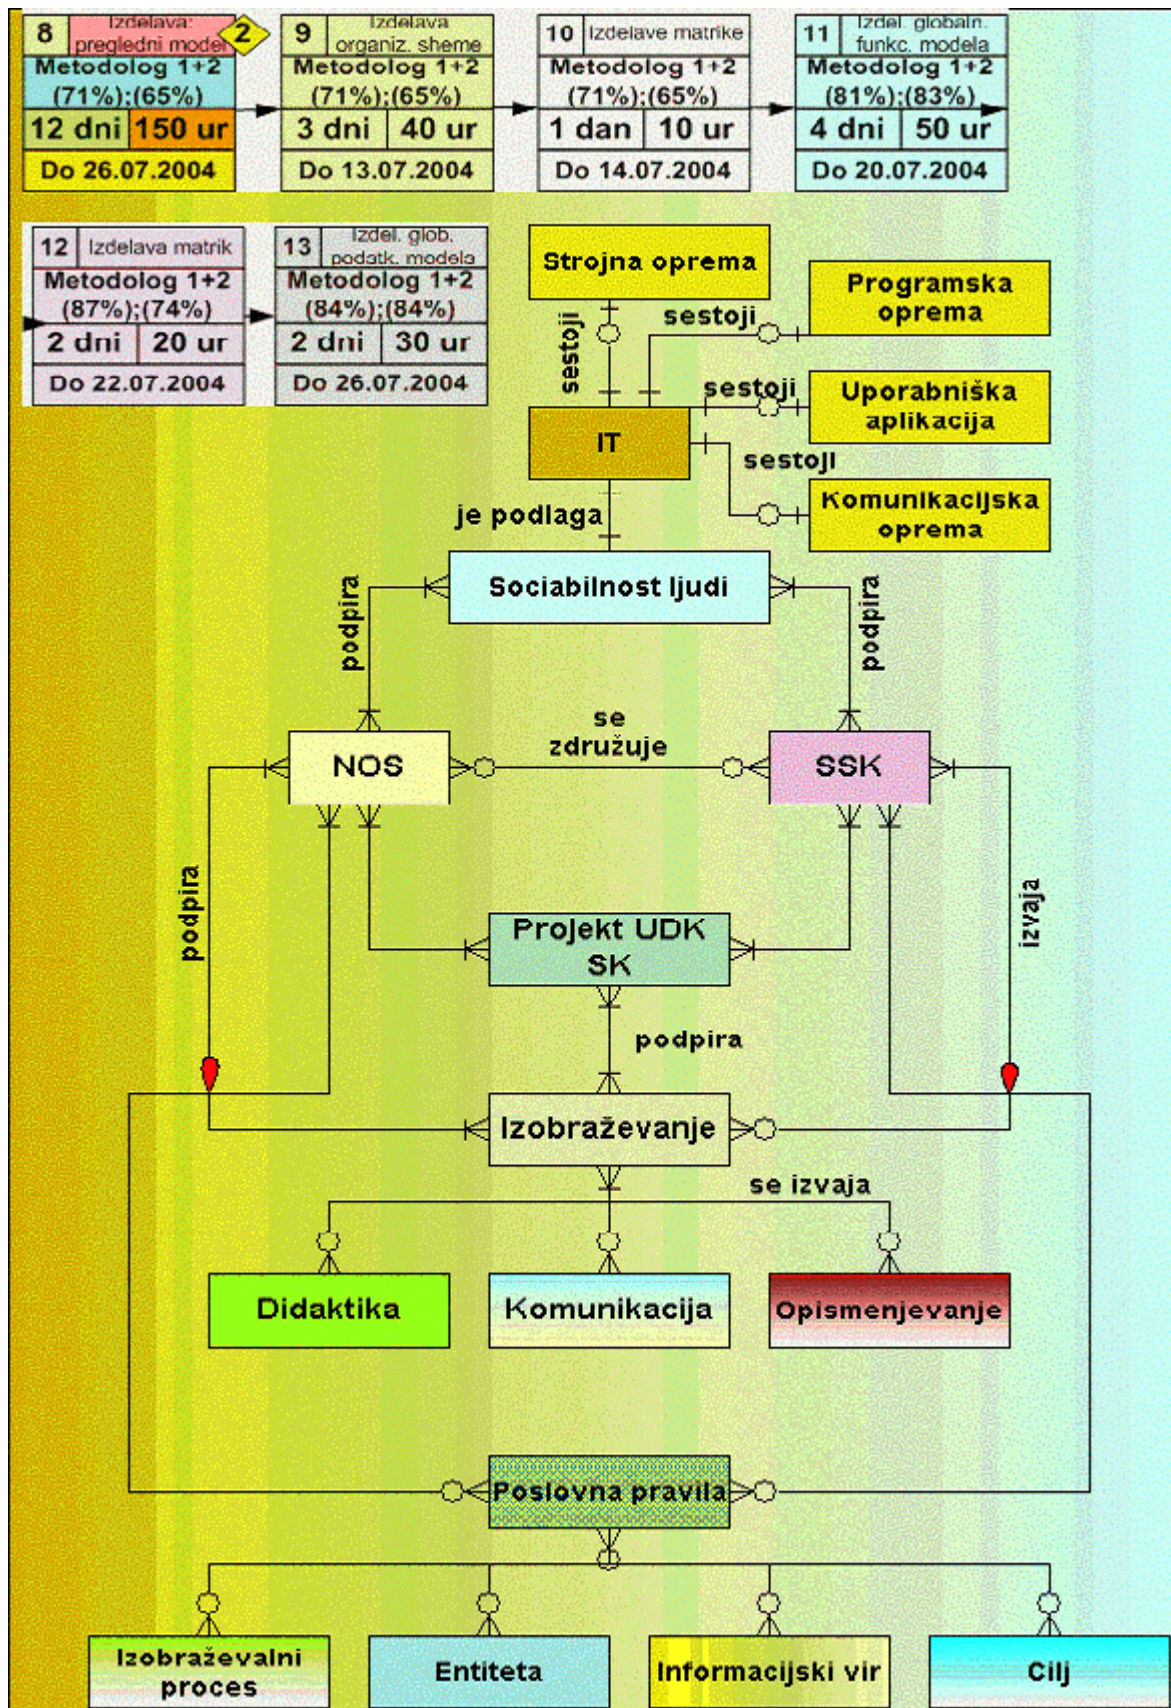 8 Izdelava: pregledni model 2
Metodolog 1+2
(71%);(65%)
12 dni 150 ur
Do 26.07.2004
9 Izdelava organiz. sheme
Metodolog 1+2
(71%);(65%)
3 dni 40 ur
Do 13.07.2004
10 Izdelave matrike
Metodolog 1+2
(71%);(65%)
1 dan 10 ur
Do 14.07.2004
11 Izdel. globaln. funkc. modela
Metodolog 1+2
(81%);(83%)
4 dni 50 ur
Do 20.07.2004
12 Izdelava matrik
Metodolog 1+2
(87%);(74%)
2 dni 20 ur
Do 22.07.2004
13 Izdel. glob. podatk. modela
Metodolog 1+2
(84%);(84%)
2 dni 30 ur
Do 26.07.2004
Strojna oprema
Programska
oprema
sestoji
sestoji
sestoji
Uporabniška
aplikacija
IT
sestoji
Komunikacijska
oprema
je podlaga
Sociabilnost ljudi
podpira
podpira
se
združuje
NOS
SSK
podpira
izvaja
Projekt UDK
SK
podpira
Izobraževanje
se izvaja
Didaktika
Komunikacija
Opismenjevanje
Poslovna pravila
Izobraževalni
proces
Entiteta
Informacijski vir
Cilj